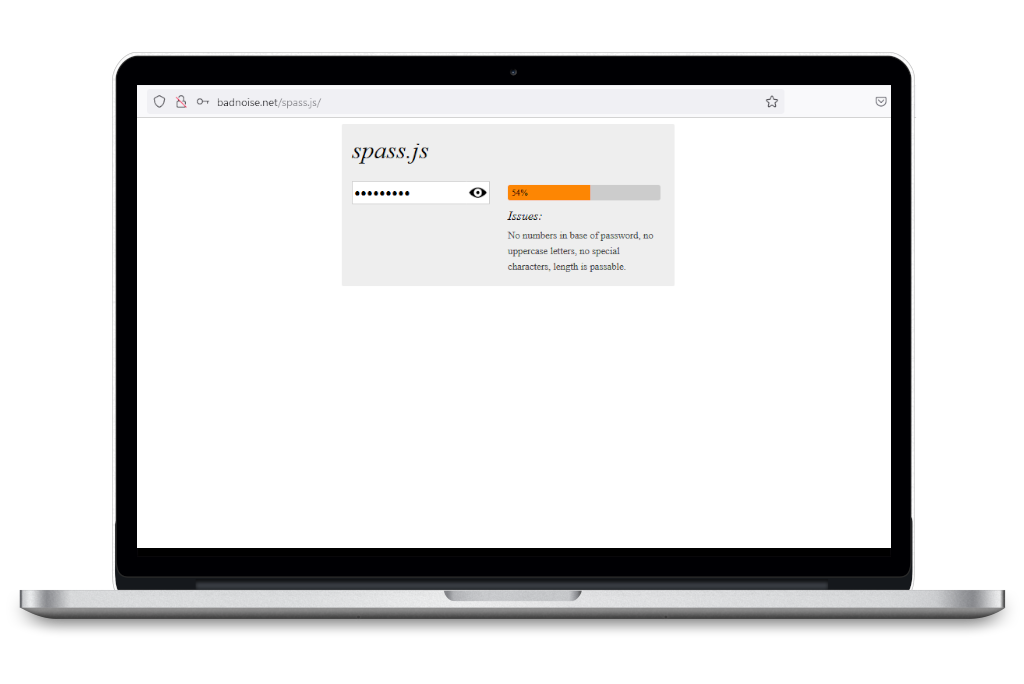 badnoise.net/spass.js/
spass.js
54%
Issues:
No numbers in base of password, no
uppercase letters, no special
characters, length is passable.